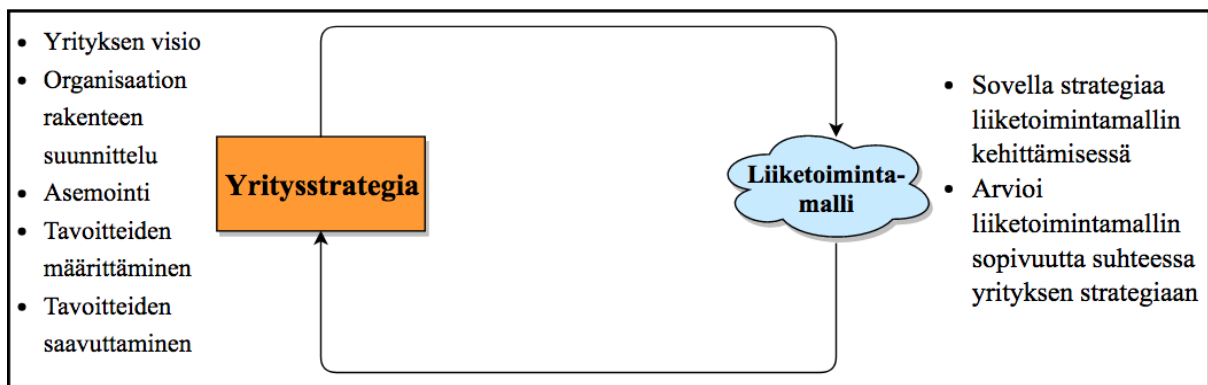 • Yrityksen visio
• Organisaation
rakenteen
suunnittelu
• Asemointi
• Tavoitteiden
määrittäminen
• Tavoitteiden
saavuttaminen
Yritysstrategia
Liiketoiminta-
malli
• Sovella strategiaa
liiketoimintamallin
kehittämisessä
• Arvioi
liiketoimintamallin
sopivuutta suhteessa
yrityksen strategiaan